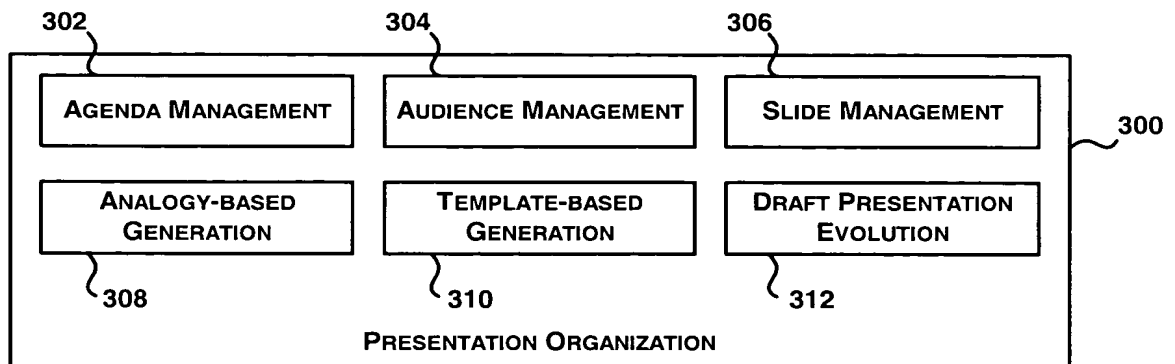 302 304 306
AGENDA MANAGEMENT AUDIENCE MANAGEMENT SLIDE MANAGEMENT
300
ANALOGY-BASED GENERATION
TEMPLATE-BASED GENERATION
DRAFT PRESENTATION EVOLUTION
308 310 312
PRESENTATION ORGANIZATION